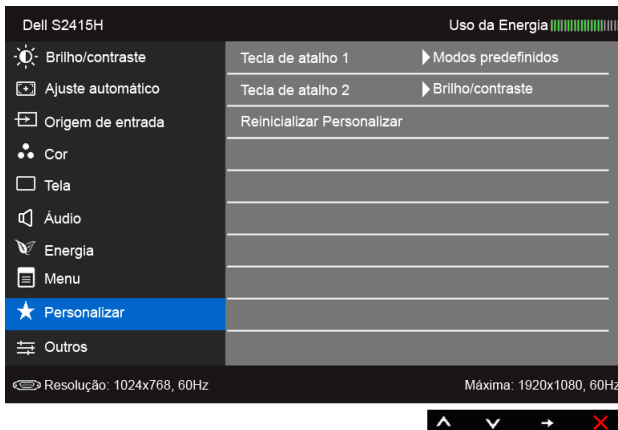 Dell S2415H Uso da Energia
Brilho/contraste Tecla de atalho 1 Modos predefinidos
Ajuste automático Tecla de atalho 2 Brilho/contraste
Origem de entrada Reinicializar Personalizar
Cor
Tela
Áudio
Energia
Menu
Personalizar
Outros
Resolução: 1024x768, 60Hz Máxima: 1920x1080, 60Hz